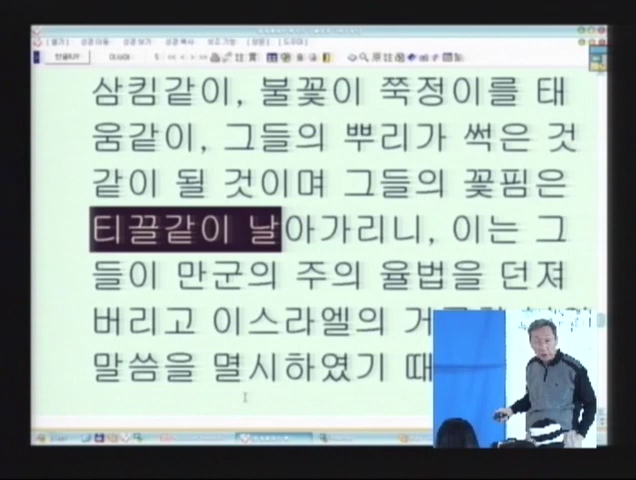 삼킴같이, 불꽃이 쭉정이를 태
움같이, 그들의 뿌리가 썩은 것
같이 될 것이며 그들의 꽃핌은
티끌같이 날아가리니, 이는 그
들이 만군의 주의 율법을 던져
버리고 이스라엘의
말씀을 멸시하였기 때